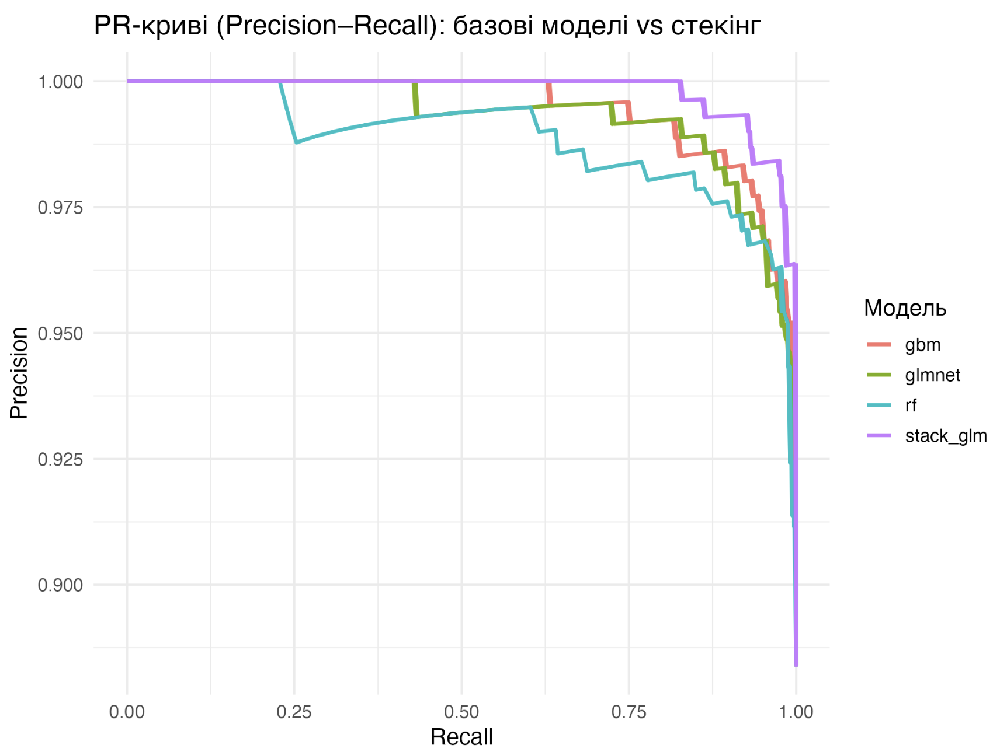 PR-криві (Precision–Recall): базові моделі vs стекінг
1.000
0.975
0.950
0.925
0.900
Precision
0.00
0.25
0.50
0.75
1.00
Recall
Модель
gbm
glmnet
rf
stack_glm